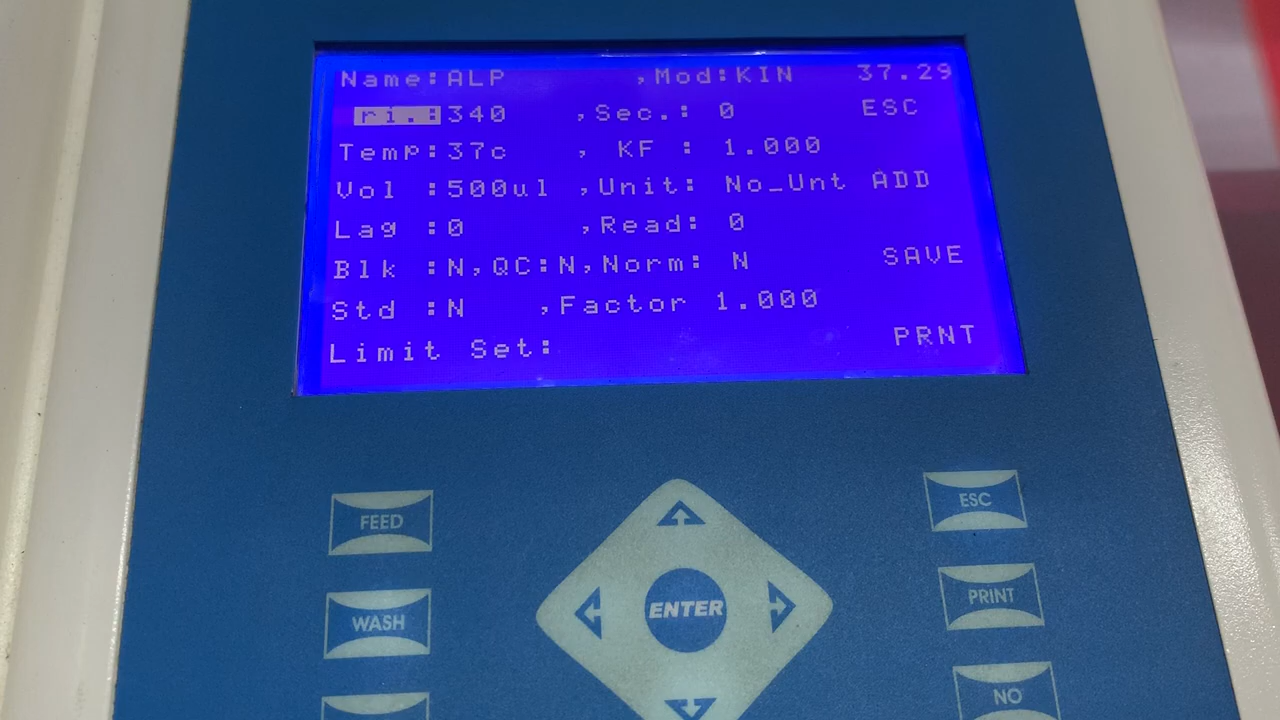 Name:ALP ,Mod:KIN 37.29
ri.:340 ,Sec.: 0 ESC
Temp:37c , KF : 1.000
Vol :500ul ,Unit: No_Unt ADD
Lag :0 ,Read: 0
Blk :N,QC:N,Norm: N SAVE
Std :N ,Factor 1.000
Limit Set: PRNT
FEED
ESC
WASH
ENTER
PRINT
NO